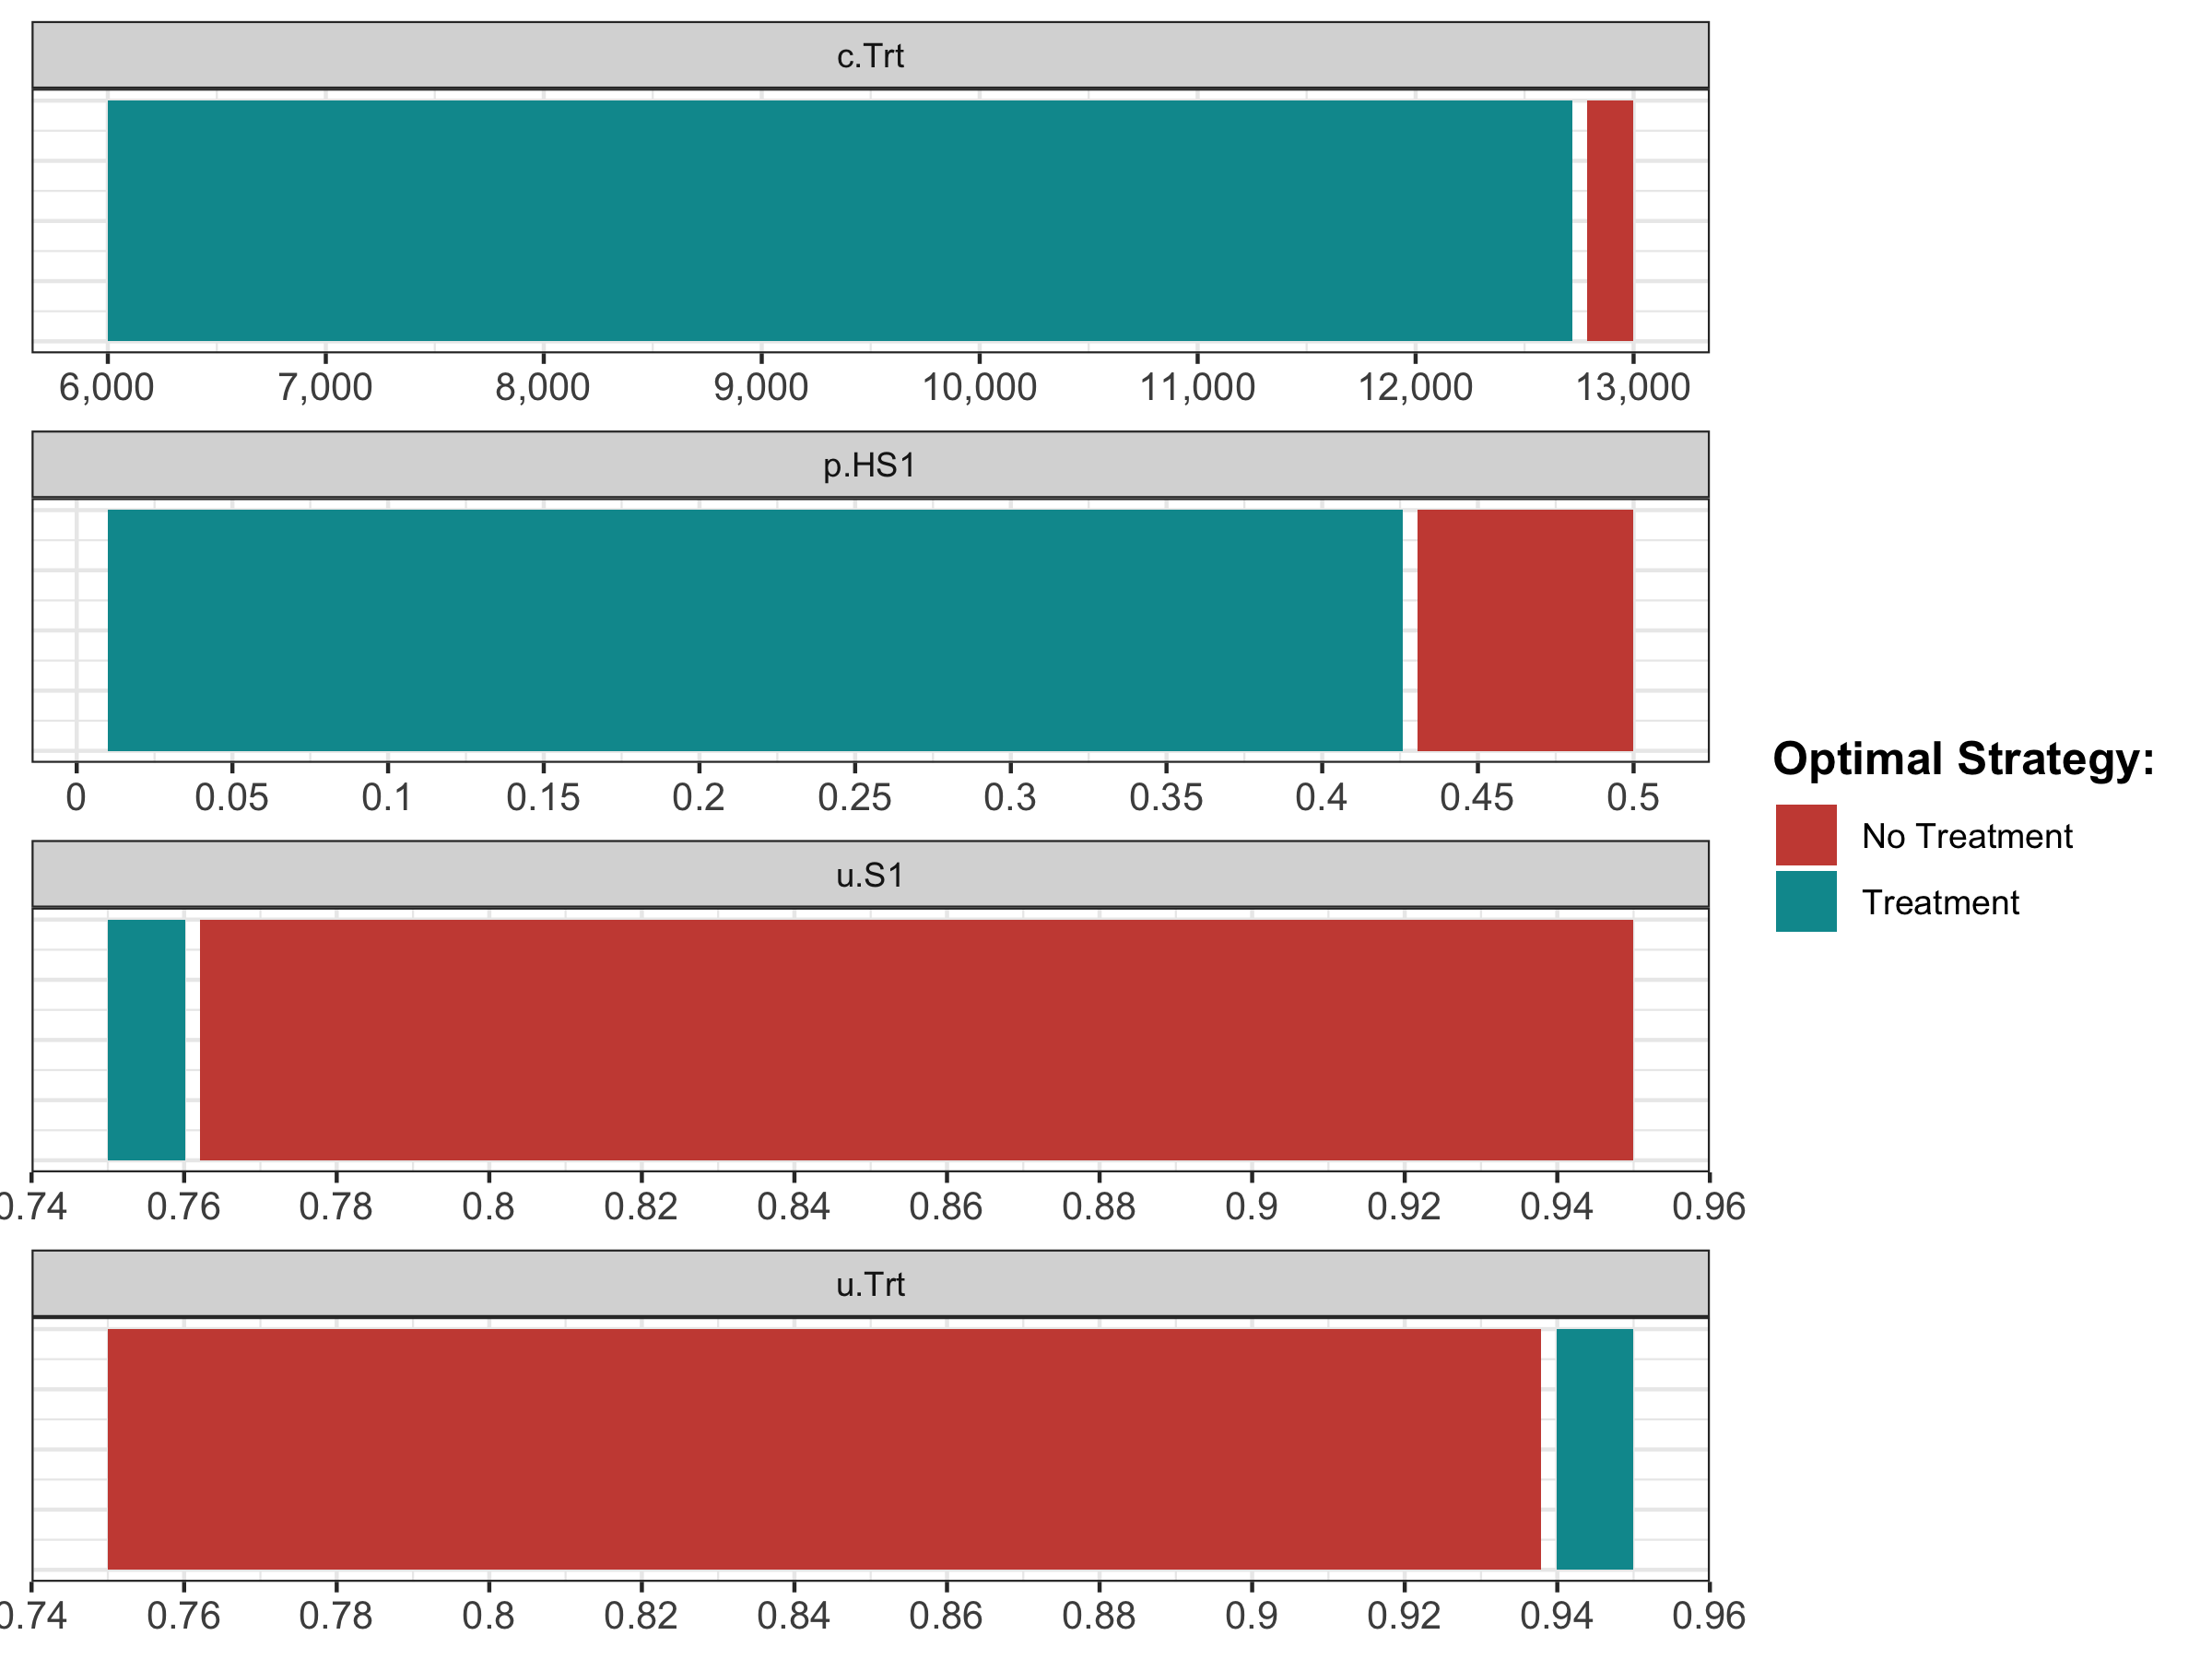 c.Trt
6,000 7,000 8,000 9,000 10,000 11,000 12,000 13,000
p.HS1
0 0.05 0.1 0.15 0.2 0.25 0.3 0.35 0.4 0.45 0.5
u.S1
0.74 0.76 0.78 0.8 0.82 0.84 0.86 0.88 0.9 0.92 0.94 0.96
u.Trt
0.74 0.76 0.78 0.8 0.82 0.84 0.86 0.88 0.9 0.92 0.94 0.96
Optimal Strategy:
No Treatment
Treatment